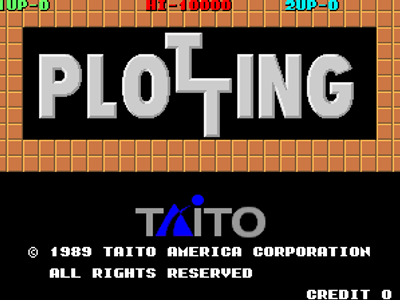 1UP-0 HI-10000 2UP-0
PLOTTING
TAITO
© 1989 TAITO AMERICA CORPORATION
ALL RIGHTS RESERVED
CREDIT 0